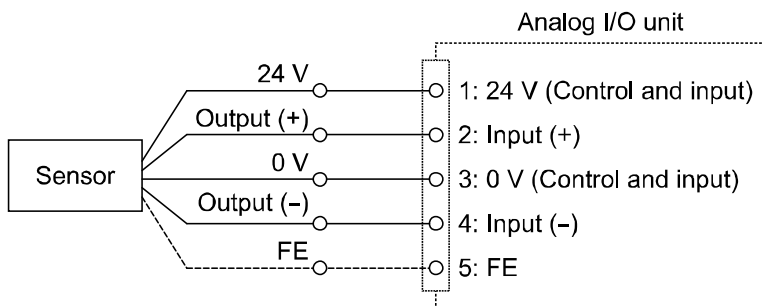 Analog I/O unit
24 V
1: 24 V (Control and input)
Output (+)
2: Input (+)
Sensor
0 V
3: 0 V (Control and input)
Output (−)
4: Input (−)
FE
5: FE